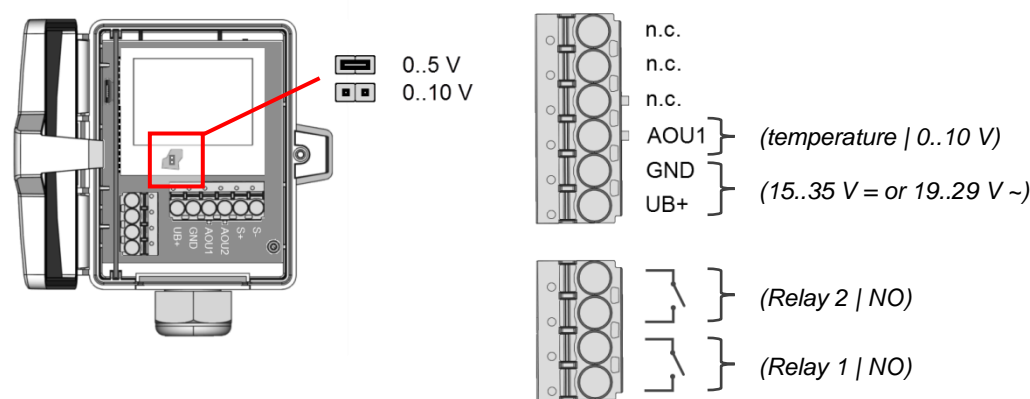 0..5 V
0..10 V
UB+
GND
AOU1
AOU2
S+
S-
n.c.
n.c.
n.c.
AOU1 (temperature | 0..10 V)
GND
UB+
(15..35 V = or 19..29 V ~)
(Relay 2 | NO)
(Relay 1 | NO)